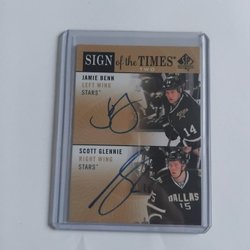 SIGN of the TIMES
JAMIE BENN
LEFT WING
STARS
14
SCOTT GLENNIE
RIGHT WING
STARS
DALLAS
15